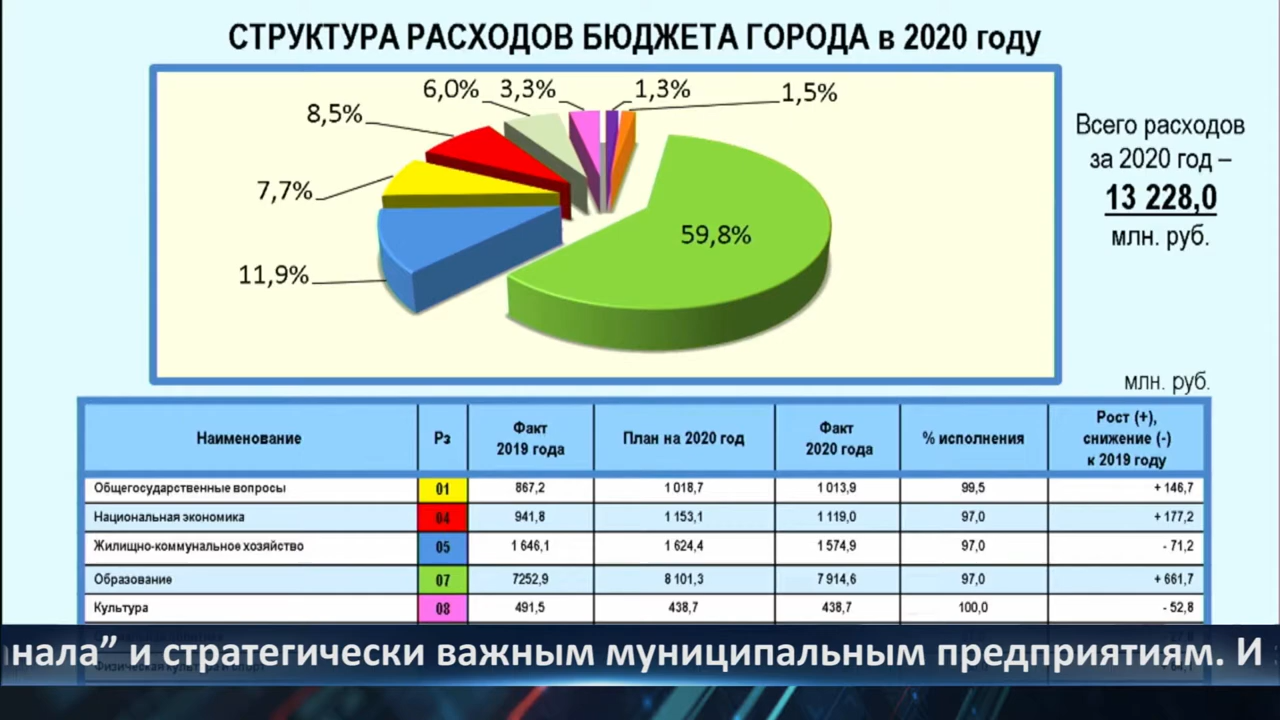 СТРУКТУРА РАСХОДОВ БЮДЖЕТА ГОРОДА в 2020 году
6,0% 3,3% 1,3% 1,5%
8,5%
7,7%
59,8%
11,9%
Всего расходов
за 2020 год –
13 228,0
млн. руб.
млн. руб.
Наименование Рз Факт 2019 года План на 2020 год Факт 2020 года % исполнения Рост (+), снижение (-) к 2019 году
Общегосударственные вопросы 01 867,2 1 018,7 1 013,9 99,5 + 146,7
Национальная экономика 04 941,8 1 153,1 1 119,0 97,0 + 177,2
Жилищно-коммунальное хозяйство 05 1 646,1 1 624,4 1 574,9 97,0 - 71,2
Образование 07 7252,9 8 101,3 7 914,6 97,0 + 661,7
Культура 08 491,5 438,7 438,7 100,0 - 52,8
анала” и стратегически важным муниципальным предприятиям. И